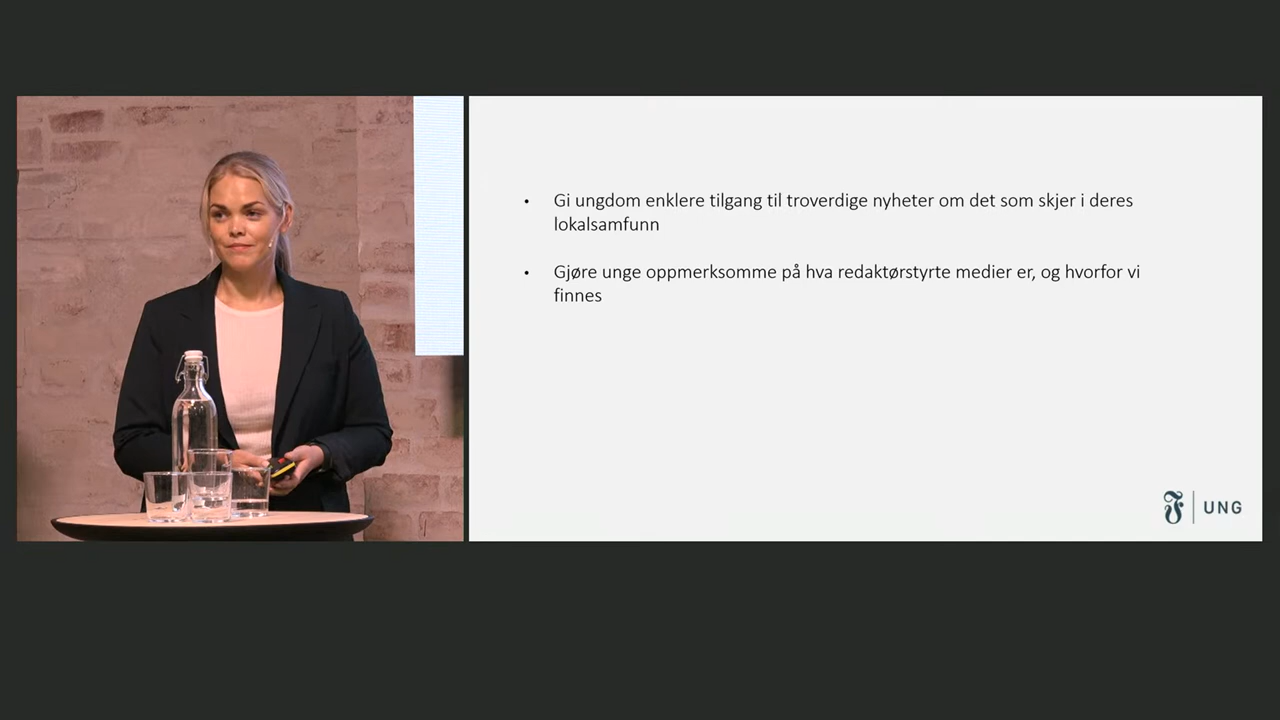 • Gi ungdom enklere tilgang til troverdige nyheter om det som skjer i deres
lokalsamfunn
• Gjøre unge oppmerksomme på hva redaktørstyrte medier er, og hvorfor vi
finnes
F | UNG